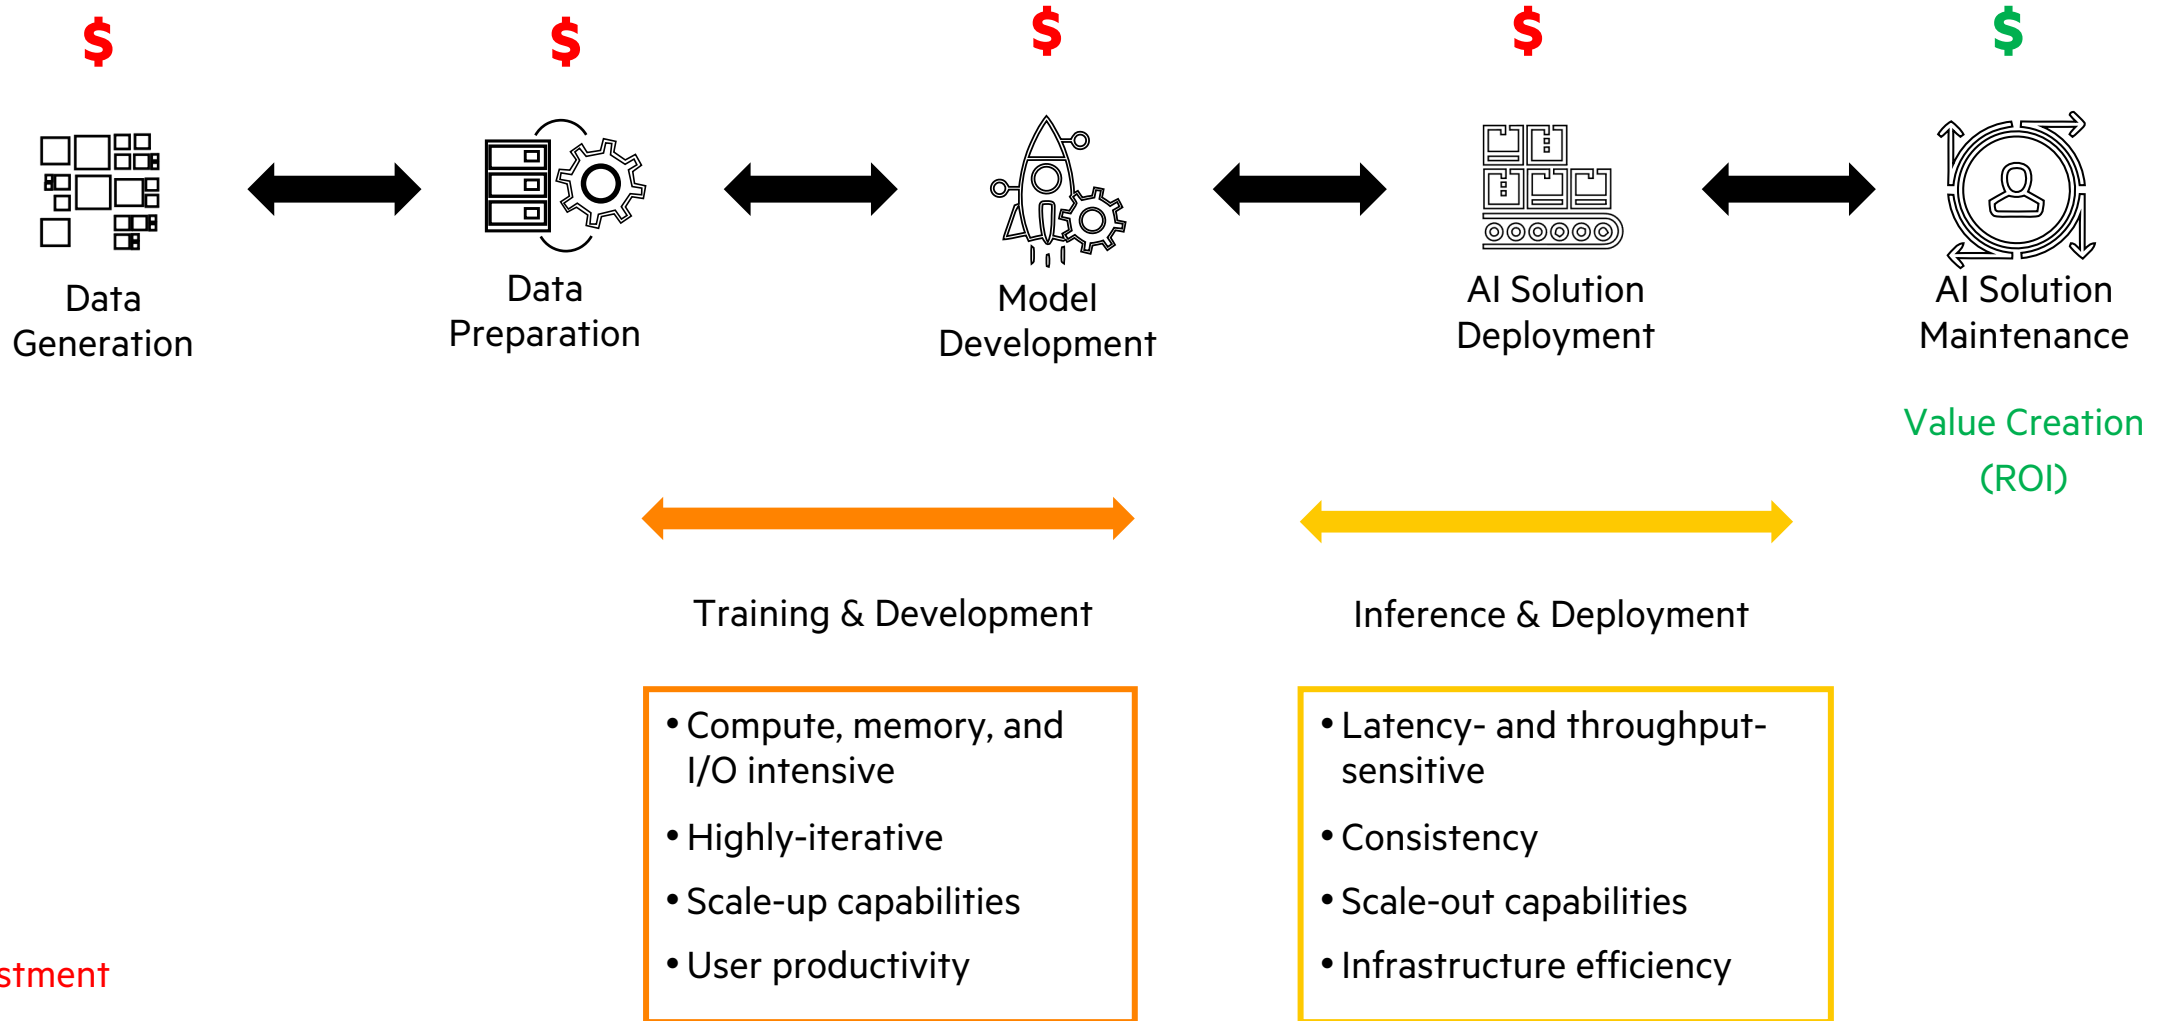 $ $ $ $ $
Data
Generation
Data
Preparation
Model
Development
AI Solution
Deployment
AI Solution
Maintenance
Value Creation
(ROI)
Training & Development
Inference & Deployment
• Compute, memory, and
I/O intensive
• Highly-iterative
• Scale-up capabilities
• User productivity
• Latency- and throughput-
sensitive
• Consistency
• Scale-out capabilities
• Infrastructure efficiency
stment